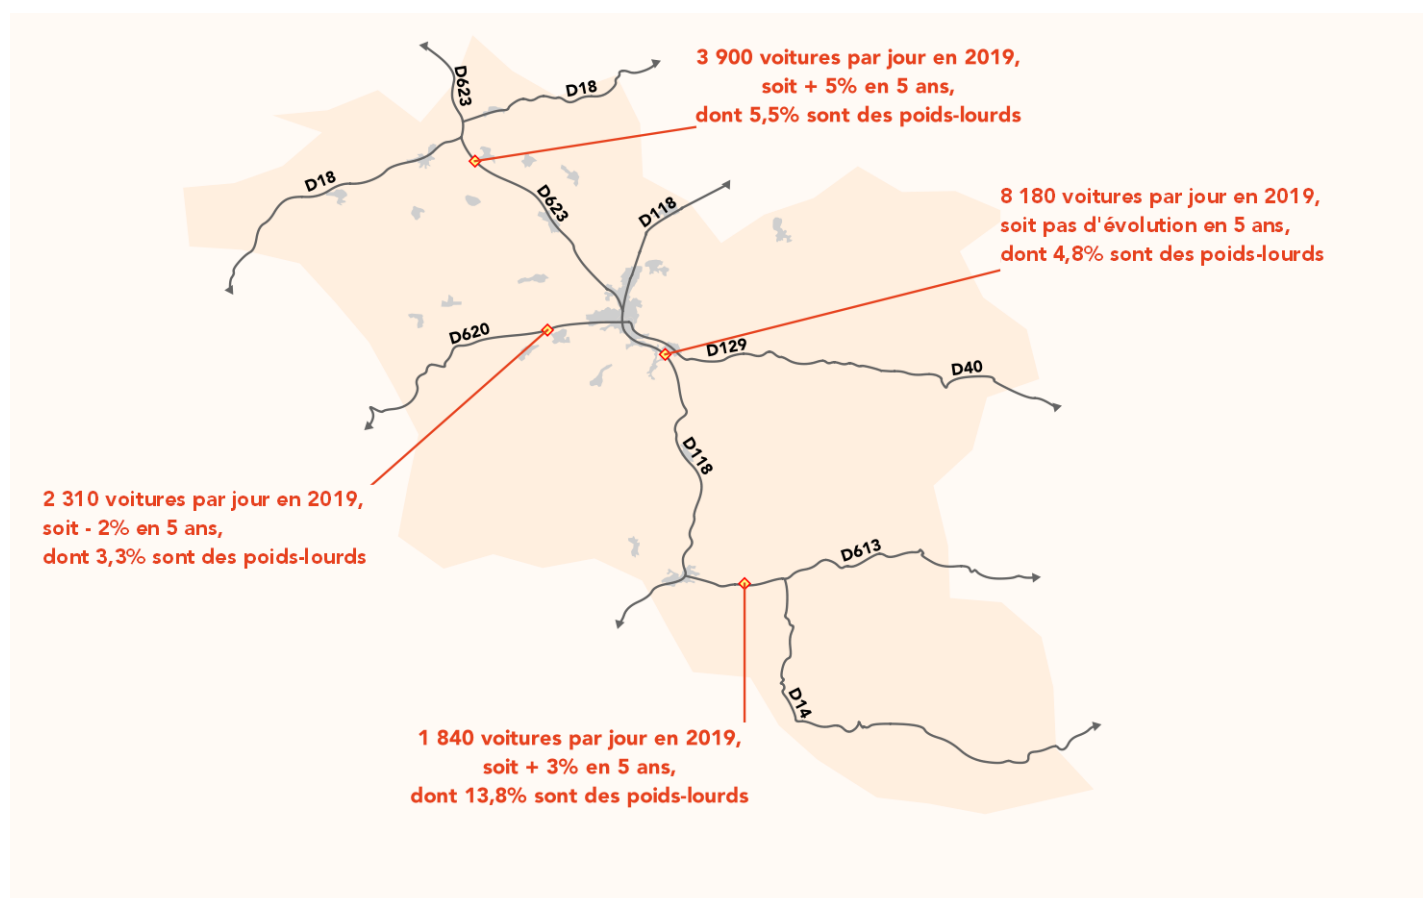 D623
D18
3 900 voitures par jour en 2019,
soit + 5% en 5 ans,
dont 5,5% sont des poids-lourds
D18
D623
D118
8 180 voitures par jour en 2019,
soit pas d'évolution en 5 ans,
dont 4,8% sont des poids-lourds
D620
D129
D40
D118
2 310 voitures par jour en 2019,
soit - 2% en 5 ans,
dont 3,3% sont des poids-lourds
D613
D14
1 840 voitures par jour en 2019,
soit + 3% en 5 ans,
dont 13,8% sont des poids-lourds